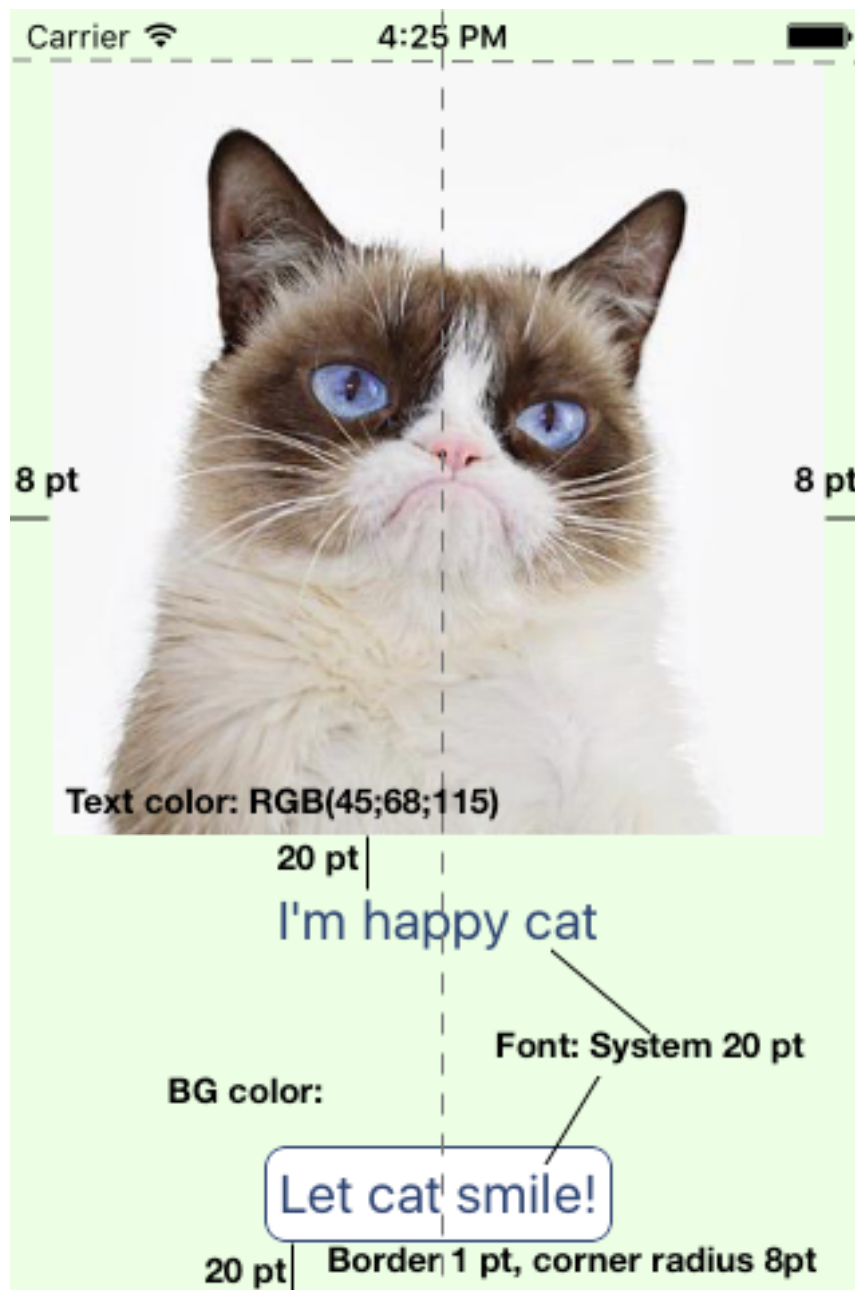 Carrier 4:25 PM
8 pt 8 pt
Text color: RGB(45;68;115)
20 pt
I'm happy cat
Font: System 20 pt
BG color:
Let cat smile!
20 pt Border 1 pt, corner radius 8pt